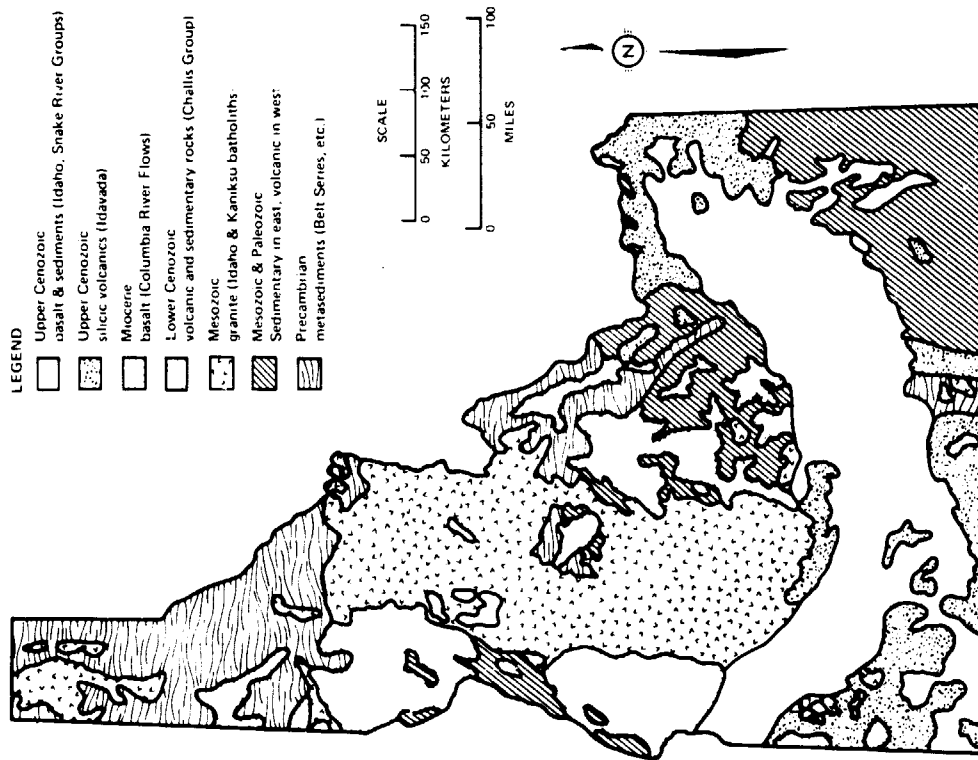 LEGEND
Upper Cenozoic
basalt & sediments (Idaho, Snake River Groups)
Upper Cenozoic
silicic volcanics (Idavada)
Miocene
basalt (Columbia River Flows)
Lower Cenozoic
volcanic and sedimentary rocks (Challis Group)
Mesozoic
granite (Idaho & Kaniksu batholiths
Mesozoic & Paleozoic
Sedimentary in east, volcanic in west
Precambrian
metasediments (Belt Series, etc.)
SCALE
0 50 100 150
KILOMETERS
0 50 100
MILES
N